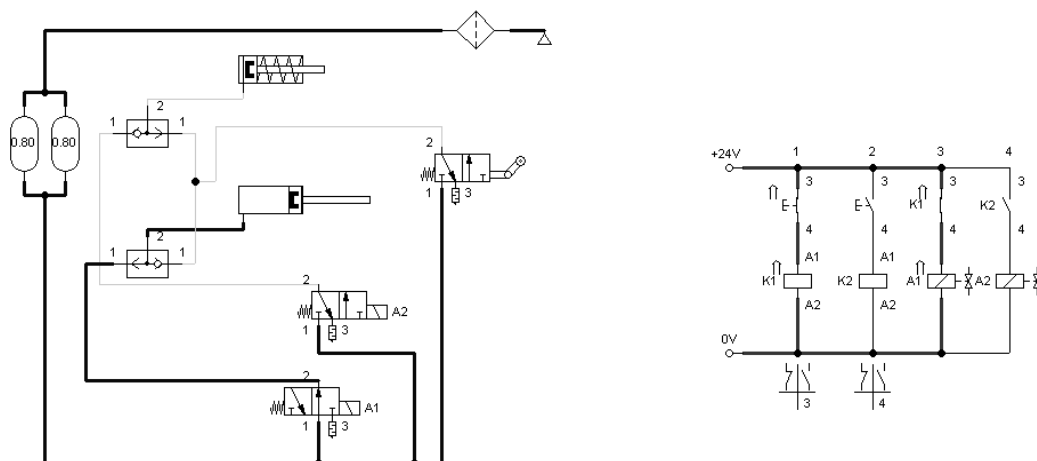 0.80 0.80
2
1 1
2
1 3
2
1 1
2
1 3 A2
2
1 3 A1
1 2 3 4
+24V
3 3 3 3
E E K1 K2
4 4 4 4
A1 A1
K1 K2 A1 A2
A2 A2
0V
3 4